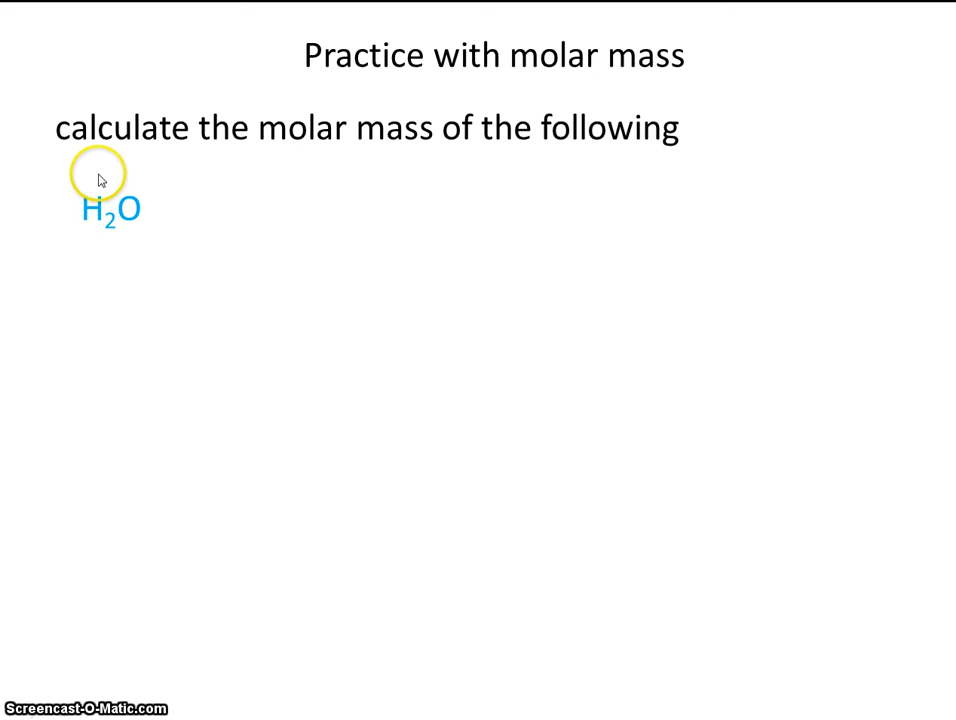 Practice with molar mass
calculate the molar mass of the following
H₂O
Screencast-O-Matic.com